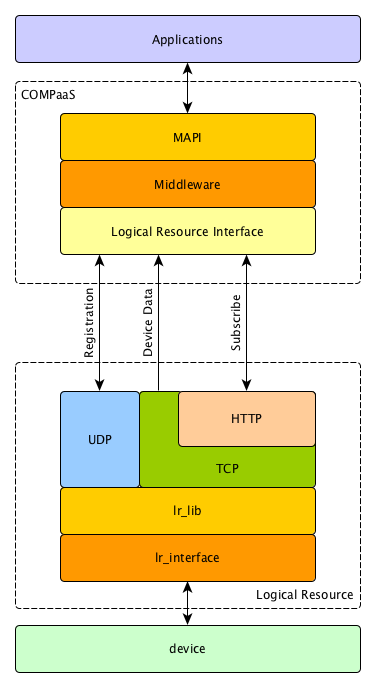 Applications
COMPaaS
MAPI
Middleware
Logical Resource Interface
Registration
Device Data
Subscribe
HTTP
UDP
TCP
lr_lib
lr_interface
Logical Resource
device